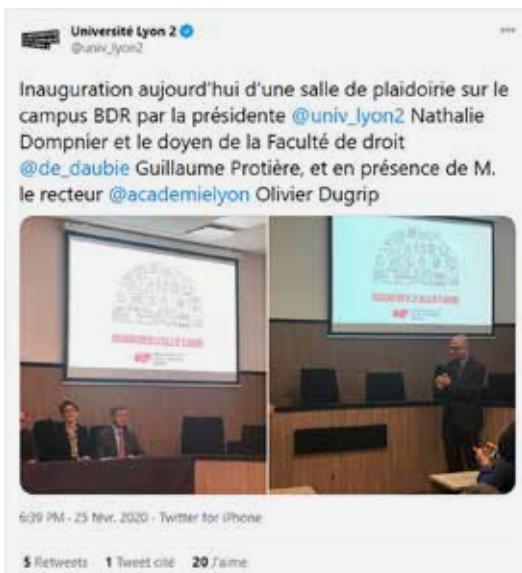 Université Lyon 2
@univ_lyon2
Inauguration aujourd'hui d'une salle de plaidoirie sur le
campus BDR par la présidente @univ_lyon2 Nathalie
Dompnier et le doyen de la Faculté de droit
@de_daubie Guillaume Protière, et en présence de M.
le recteur @academielyon Olivier Dugrip
6:39 PM - 25 févr. 2020 - Twitter for iPhone
5 Retweets 1 Tweet cité 20 J'aime